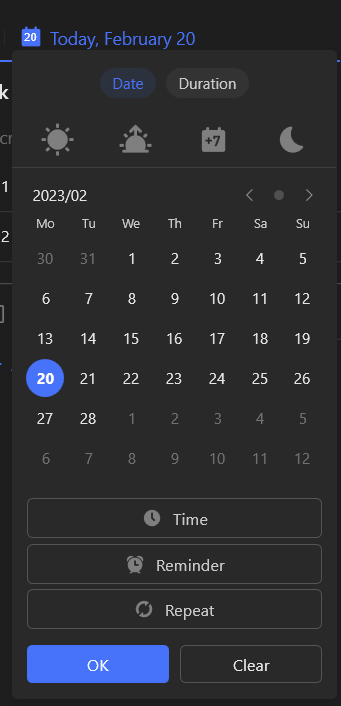 20 Today, February 20
Date Duration
k
cr
+7
1
2023/02
Mo Tu We Th Fr Sa Su
2
30 31 1 2 3 4 5
6 7 8 9 10 11 12
13 14 15 16 17 18 19
20 21 22 23 24 25 26
27 28 1 2 3 4 5
6 7 8 9 10 11 12
Time
Reminder
Repeat
OK Clear